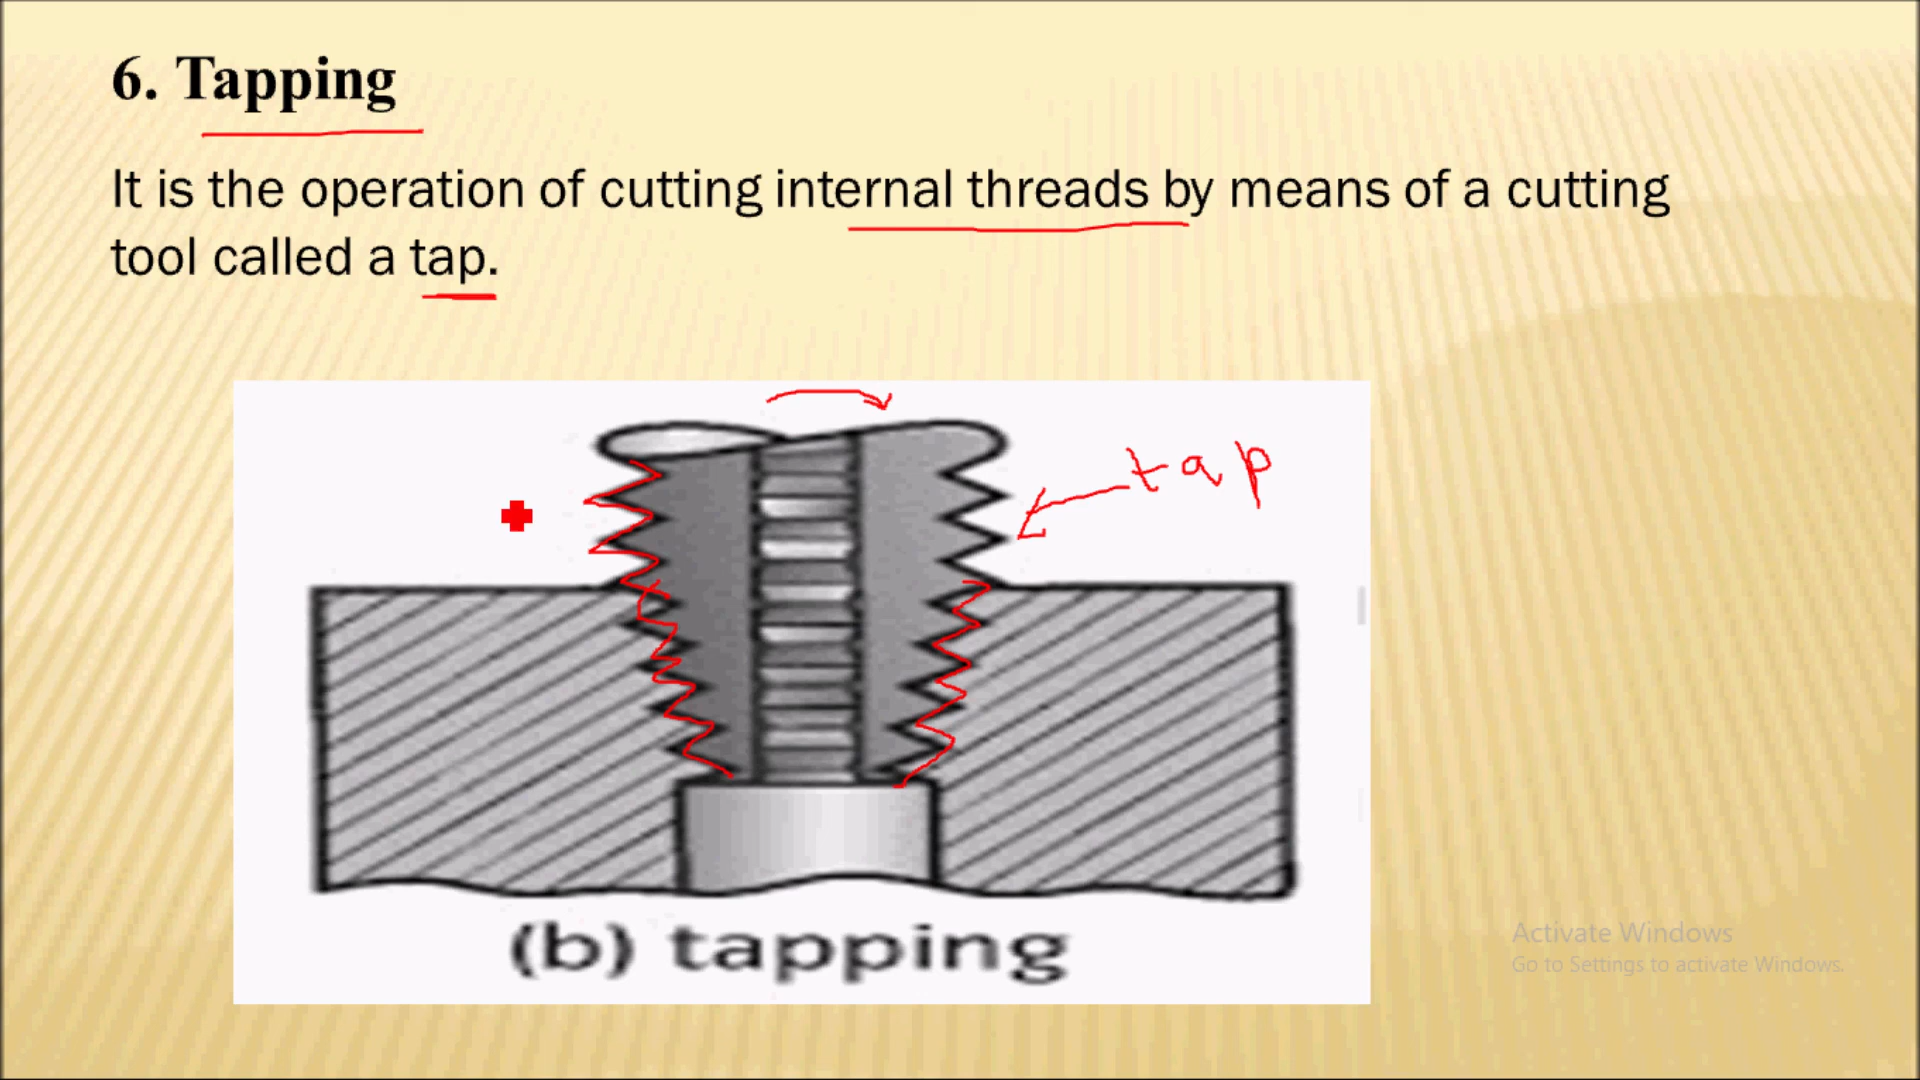 6. Tapping
It is the operation of cutting internal threads by means of a cutting
tool called a tap.
tap
(b) tapping
Activate Windows
Go to Settings to activate Windows.